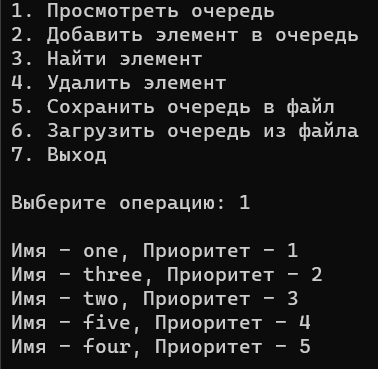 1. Просмотреть очередь
2. Добавить элемент в очередь
3. Найти элемент
4. Удалить элемент
5. Сохранить очередь в файл
6. Загрузить очередь из файла
7. Выход
Выберите операцию: 1
Имя - one, Приоритет - 1
Имя - three, Приоритет - 2
Имя - two, Приоритет - 3
Имя - five, Приоритет - 4
Имя - four, Приоритет - 5